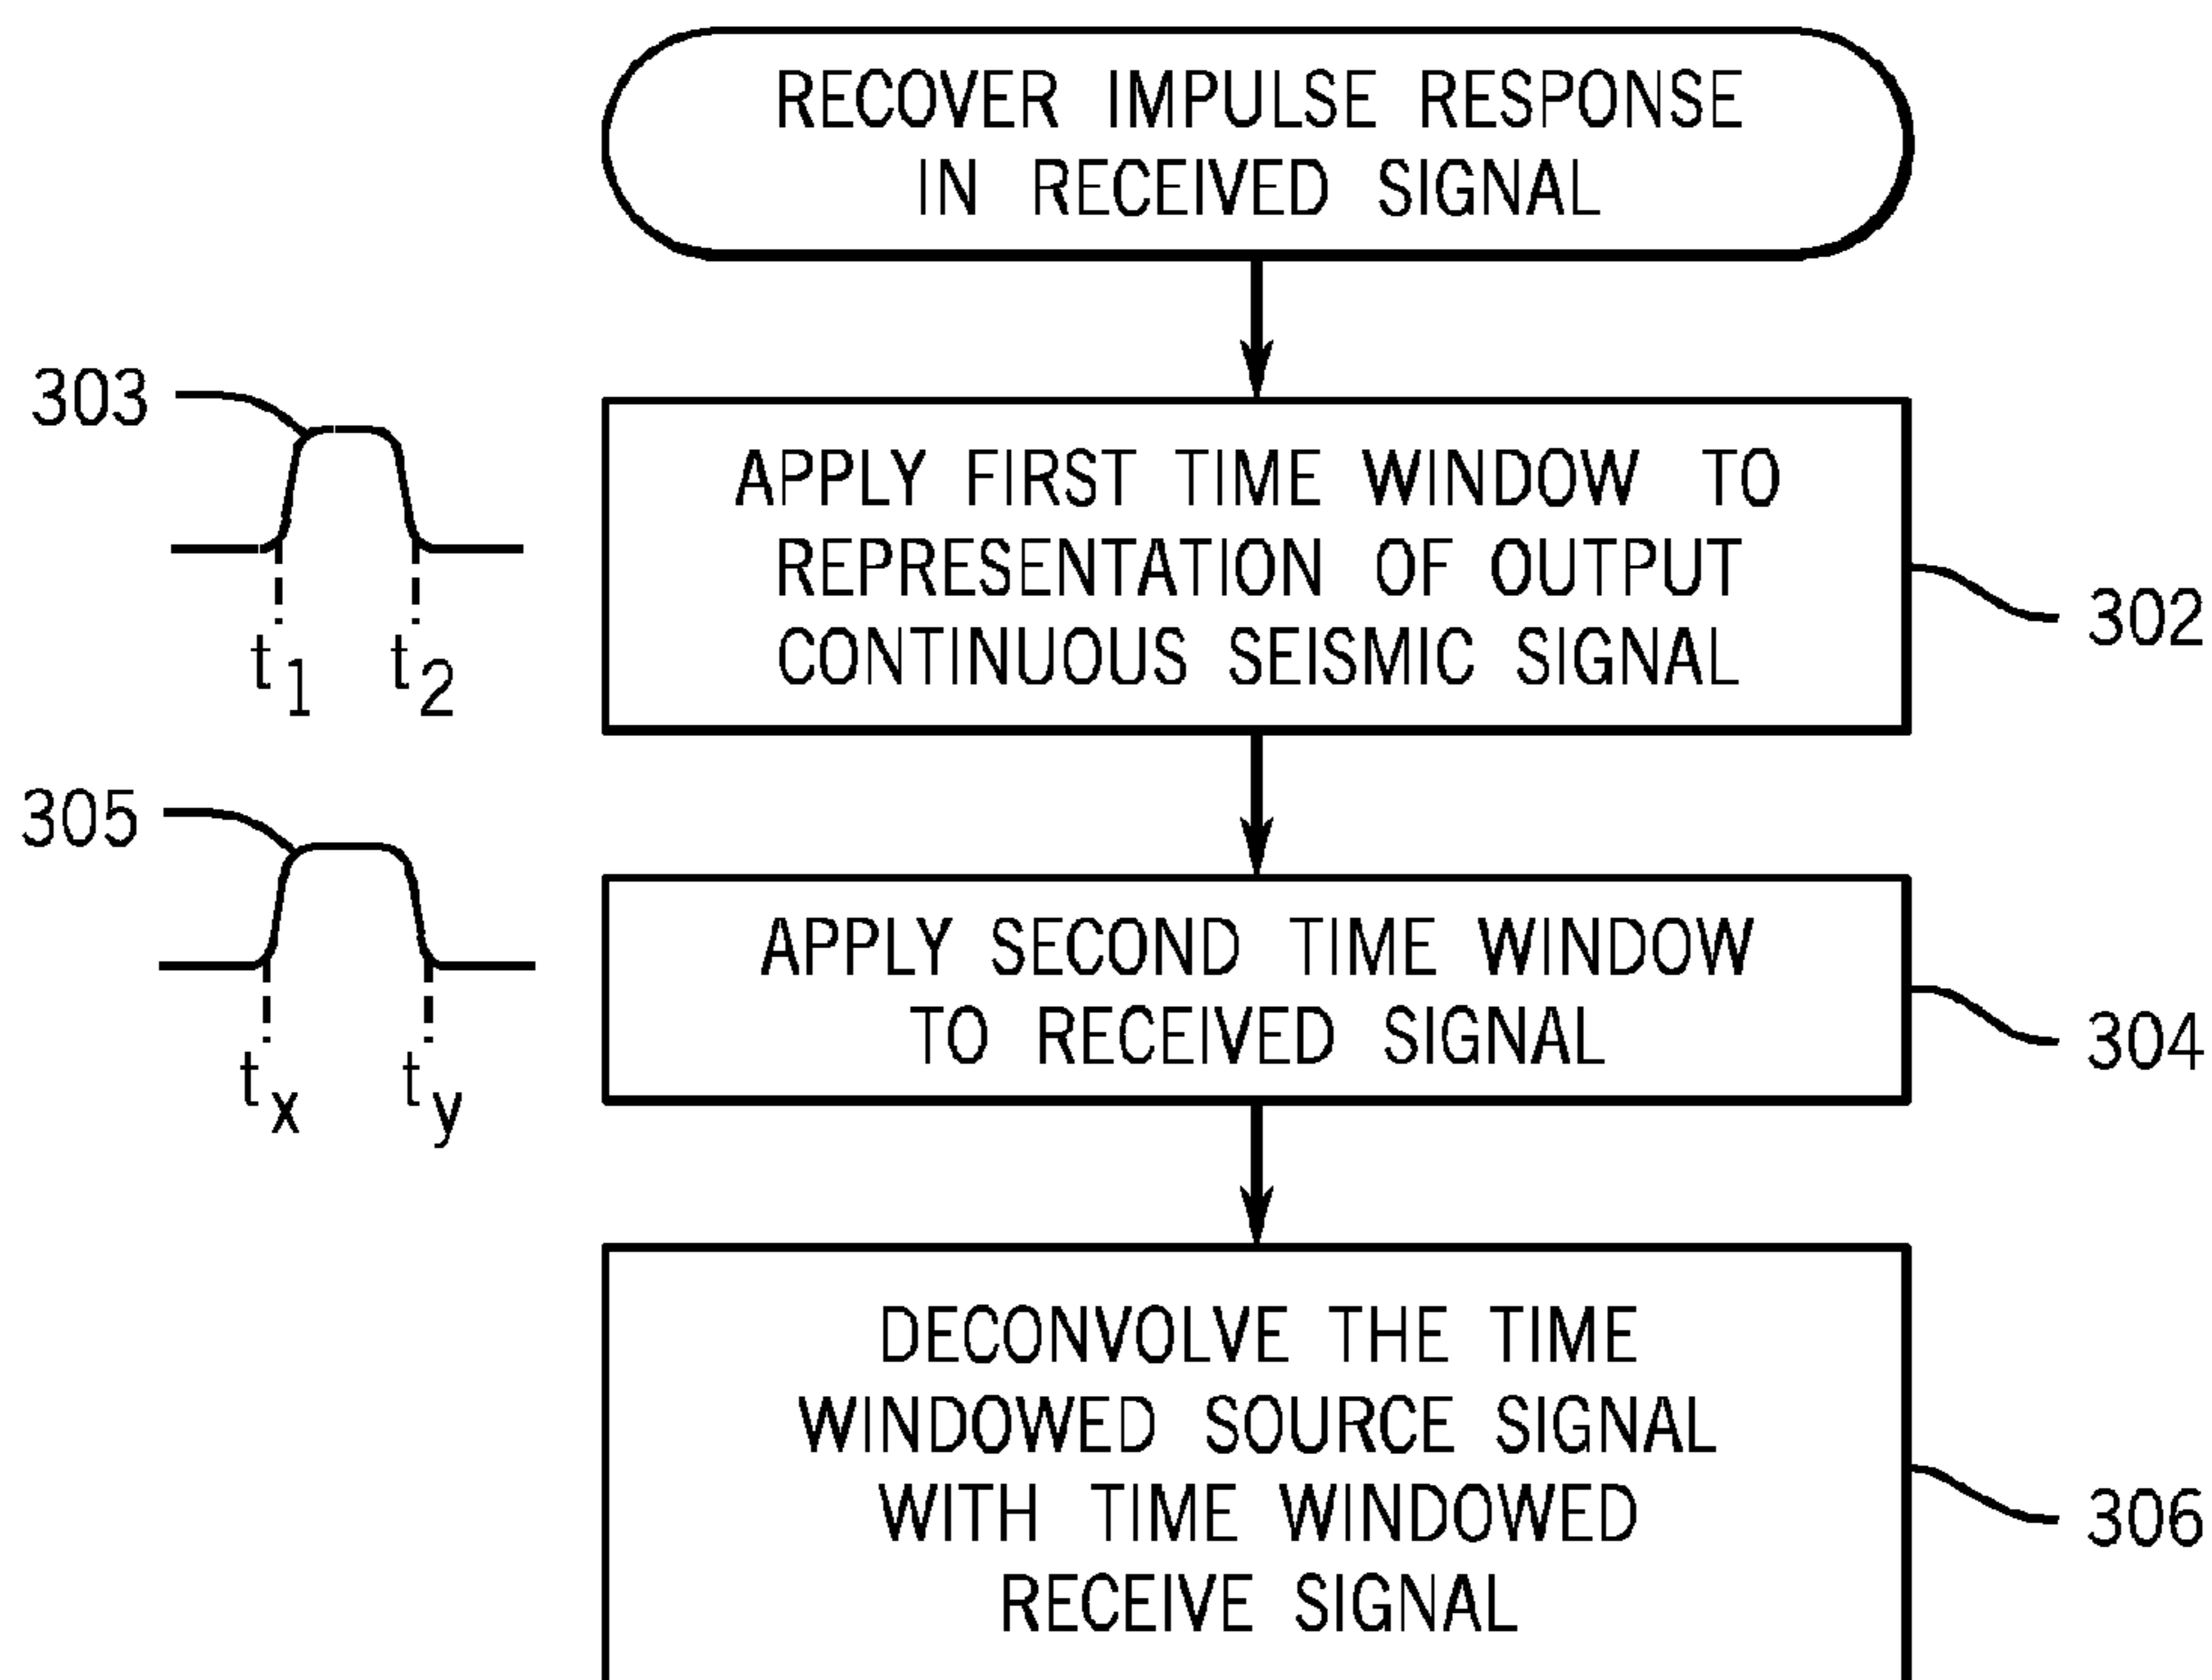 RECOVER IMPULSE RESPONSE
IN RECEIVED SIGNAL
303
t1
t2
APPLY FIRST TIME WINDOW TO
REPRESENTATION OF OUTPUT
CONTINUOUS SEISMIC SIGNAL
302
305
tx
ty
APPLY SECOND TIME WINDOW
TO RECEIVED SIGNAL
304
DECONVOLVE THE TIME
WINDOWED SOURCE SIGNAL
WITH TIME WINDOWED
RECEIVE SIGNAL
306